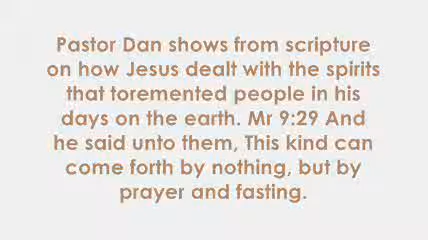 Pastor Dan shows from scripture
on how Jesus dealt with the spirits
that toremented people in his
days on the earth. Mr 9:29 And
he said unto them, This kind can
come forth by nothing, but by
prayer and fasting.